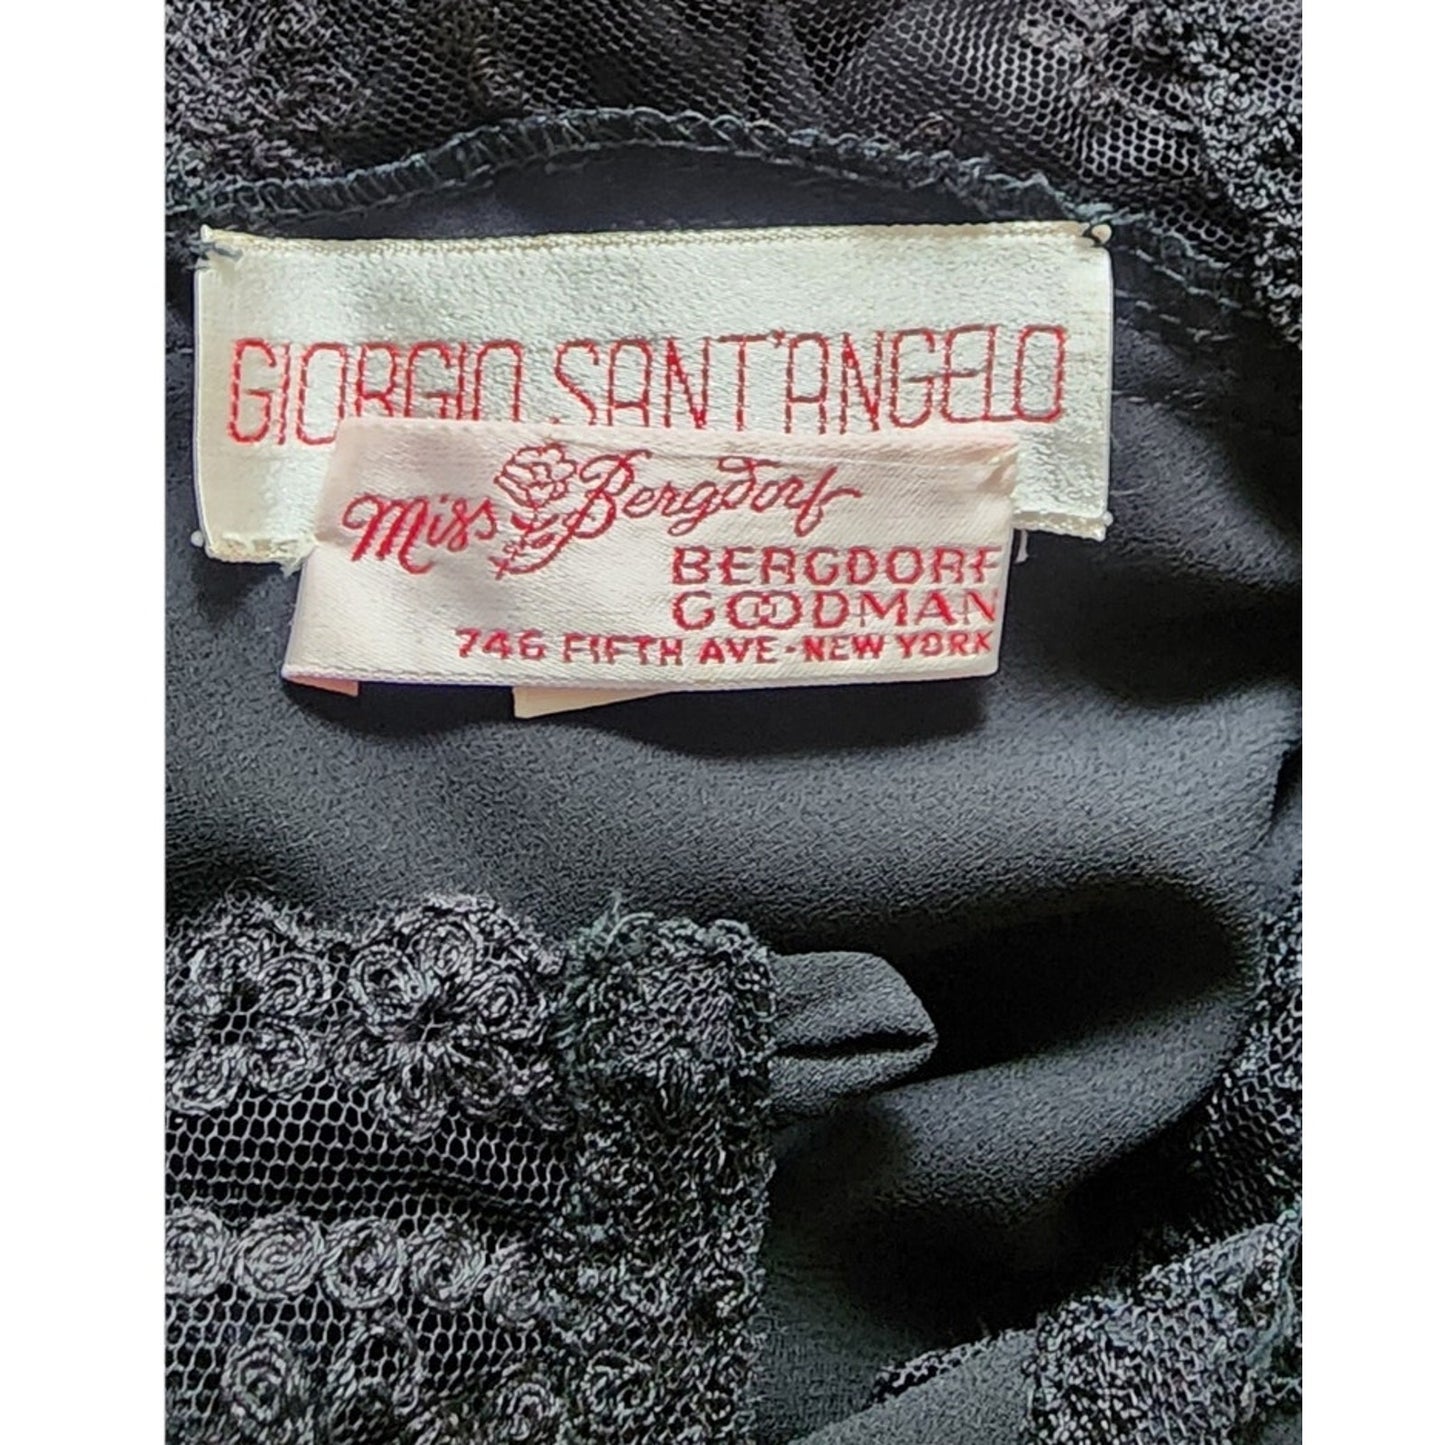 GIORGIO SANT'ANGELO
Miss Bergdorf
BERGDORF
GOODMAN
746 FIFTH AVE · NEW YORK